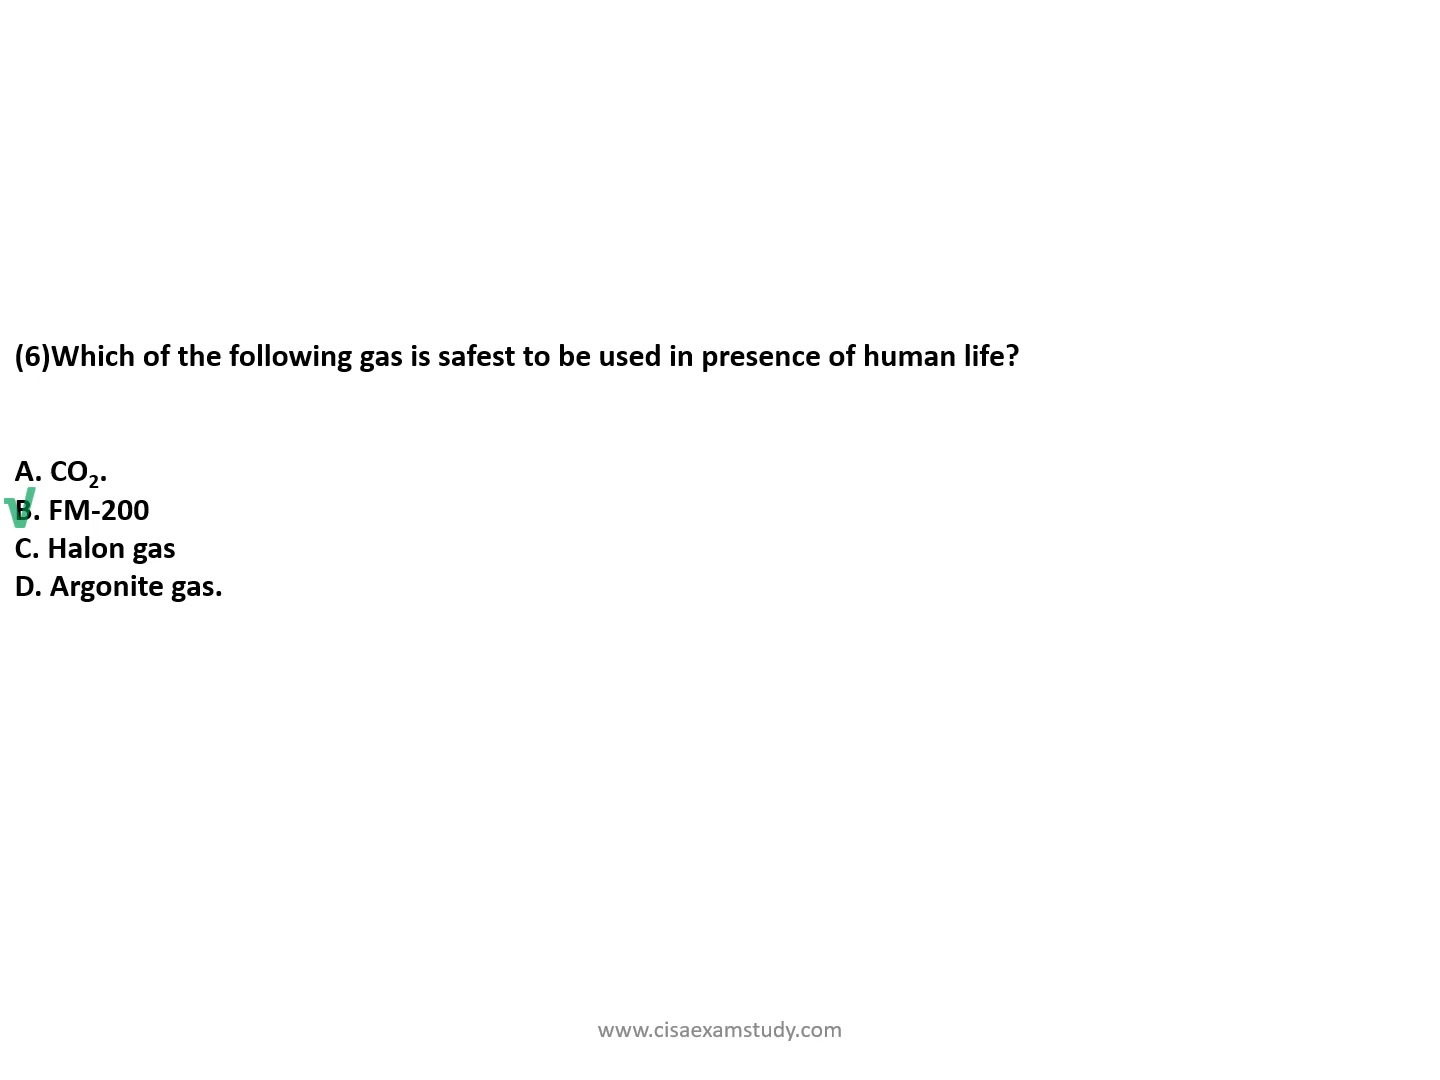 (6)Which of the following gas is safest to be used in presence of human life?
A. CO₂.
B. FM-200
C. Halon gas
D. Argonite gas.
www.cisaexamstudy.com